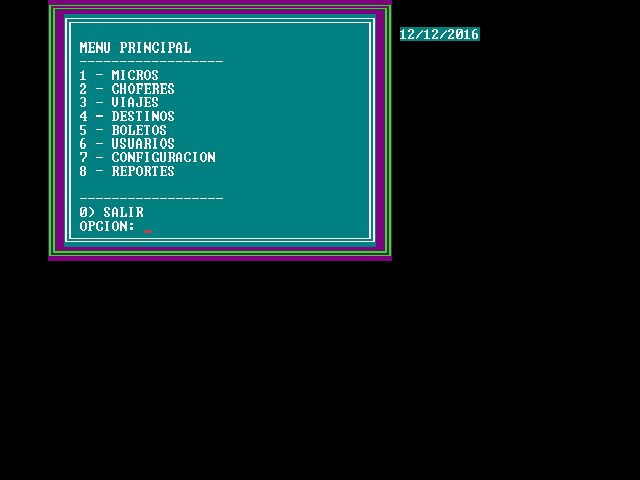 12/12/2016
MENU PRINCIPAL
------------------
1 - MICROS
2 - CHOFERES
3 - VIAJES
4 - DESTINOS
5 - BOLETOS
6 - USUARIOS
7 - CONFIGURACION
8 - REPORTES
------------------
0) SALIR
OPCION: _